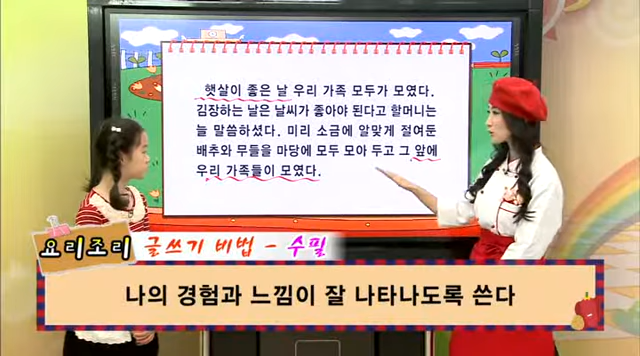 햇살이 좋은 날 우리 가족 모두가 모였다.
김장하는 날은 날씨가 좋아야 된다고 할머니는
늘 말씀하셨다. 미리 소금에 알맞게 절여둔
배추와 무들을 마당에 모두 모아 두고 그 앞에
우리 가족들이 모였다.
요리조리 글쓰기 비법 - 수필
나의 경험과 느낌이 잘 나타나도록 쓴다